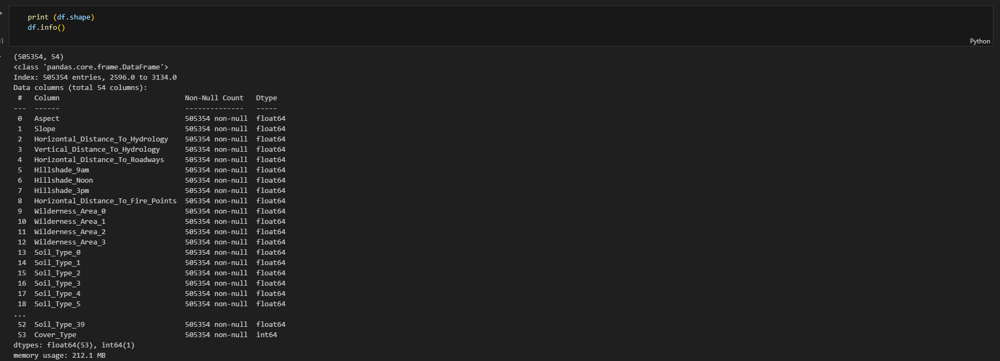 print (df.shape)
df.info()
Python
(505354, 54)
<class 'pandas.core.frame.DataFrame'>
Index: 505354 entries, 2596.0 to 3134.0
Data columns (total 54 columns):
 #   Column                              Non-Null Count   Dtype
---  ------                              --------------   -----
 0   Aspect                              505354 non-null  float64
 1   Slope                               505354 non-null  float64
 2   Horizontal_Distance_To_Hydrology    505354 non-null  float64
 3   Vertical_Distance_To_Hydrology      505354 non-null  float64
 4   Horizontal_Distance_To_Roadways     505354 non-null  float64
 5   Hillshade_9am                       505354 non-null  float64
 6   Hillshade_Noon                      505354 non-null  float64
 7   Hillshade_3pm                       505354 non-null  float64
 8   Horizontal_Distance_To_Fire_Points  505354 non-null  float64
 9   Wilderness_Area_0                   505354 non-null  float64
 10  Wilderness_Area_1                   505354 non-null  float64
 11  Wilderness_Area_2                   505354 non-null  float64
 12  Wilderness_Area_3                   505354 non-null  float64
 13  Soil_Type_0                         505354 non-null  float64
 14  Soil_Type_1                         505354 non-null  float64
 15  Soil_Type_2                         505354 non-null  float64
 16  Soil_Type_3                         505354 non-null  float64
 17  Soil_Type_4                         505354 non-null  float64
 18  Soil_Type_5                         505354 non-null  float64
...
 52  Soil_Type_39                        505354 non-null  float64
 53  Cover_Type                          505354 non-null  int64
dtypes: float64(53), int64(1)
memory usage: 212.1 MB